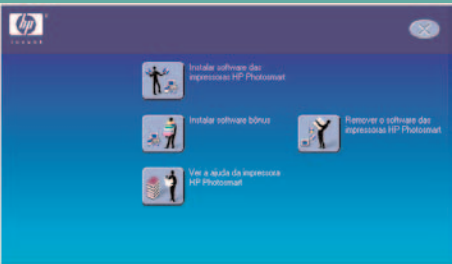 hp
invent
Instalar software das
impressoras HP Photosmart
Instalar software bônus
Remover o software das
impressoras HP Photosmart
Ver a ajuda da impressora
HP Photosmart